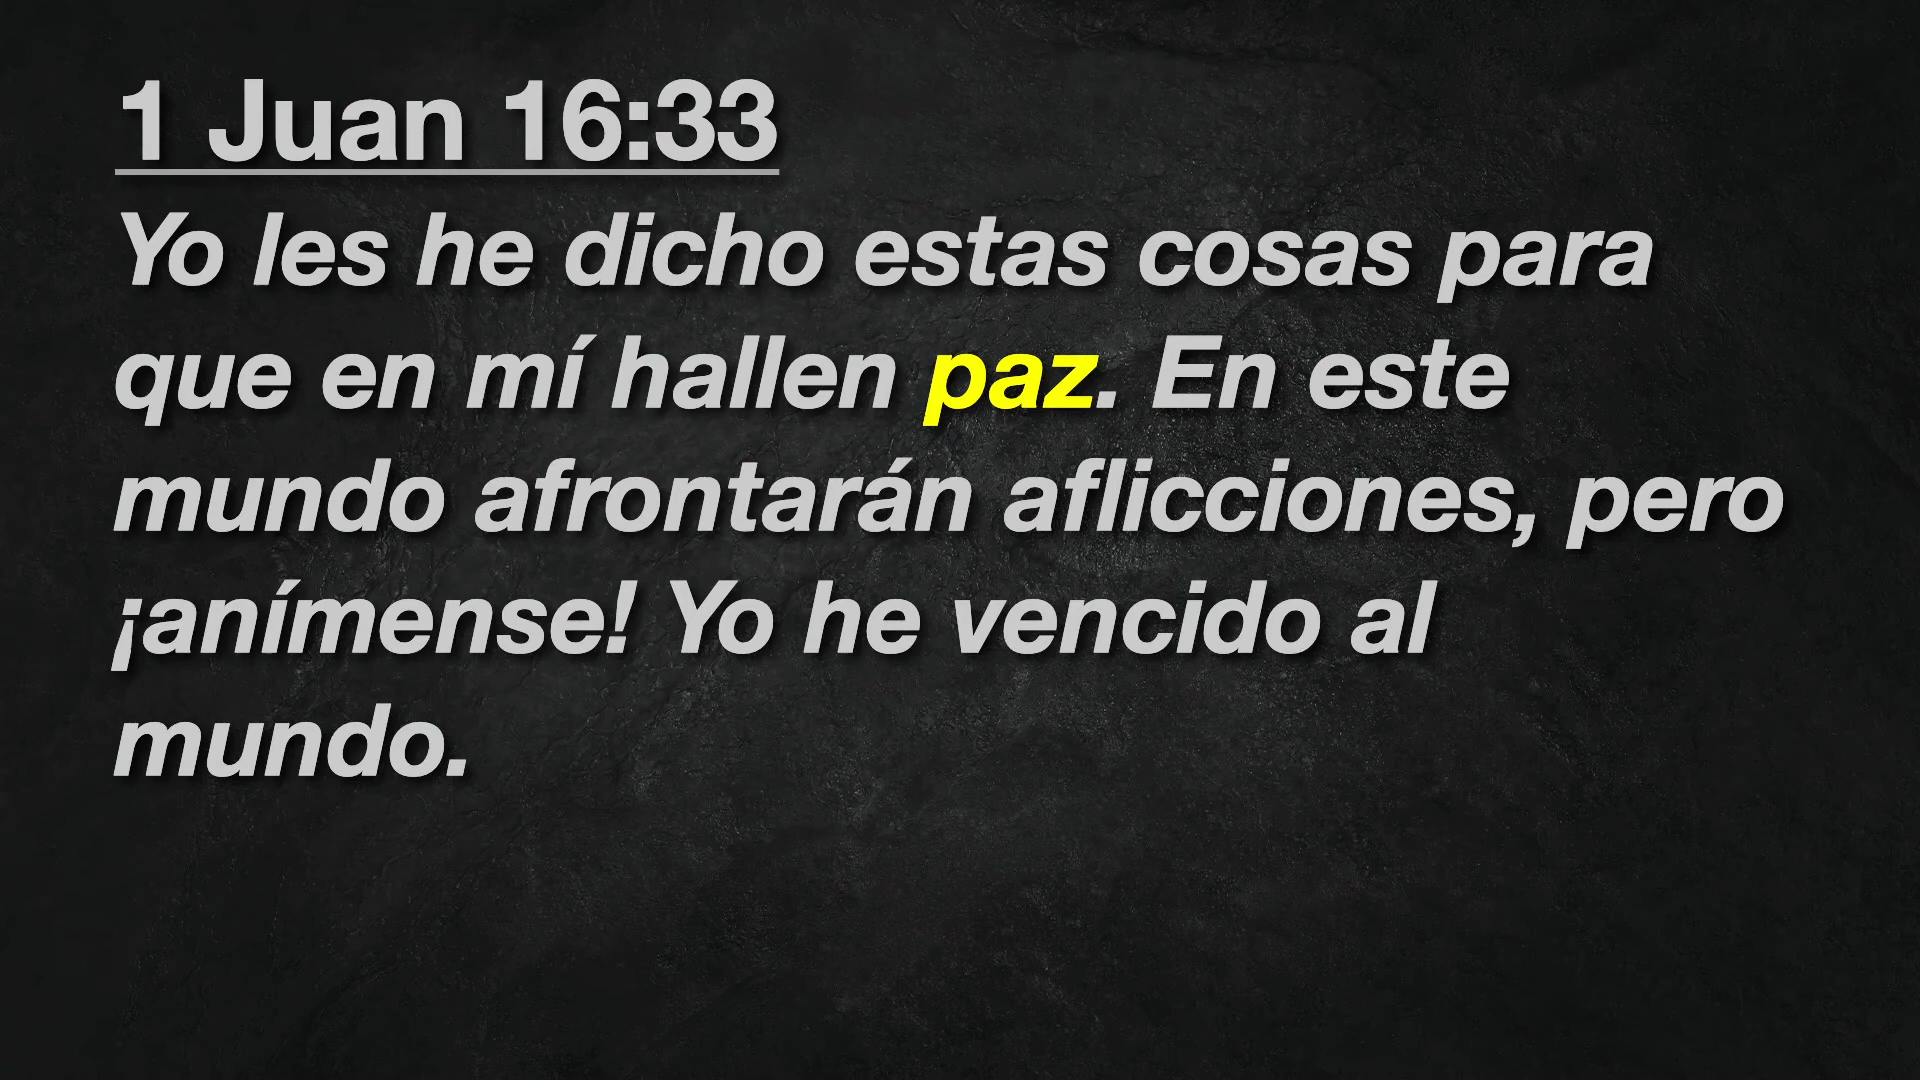 1 Juan 16:33
Yo les he dicho estas cosas para
que en mí hallen paz. En este
mundo afrontarán aflicciones, pero
¡anímense! Yo he vencido al
mundo.